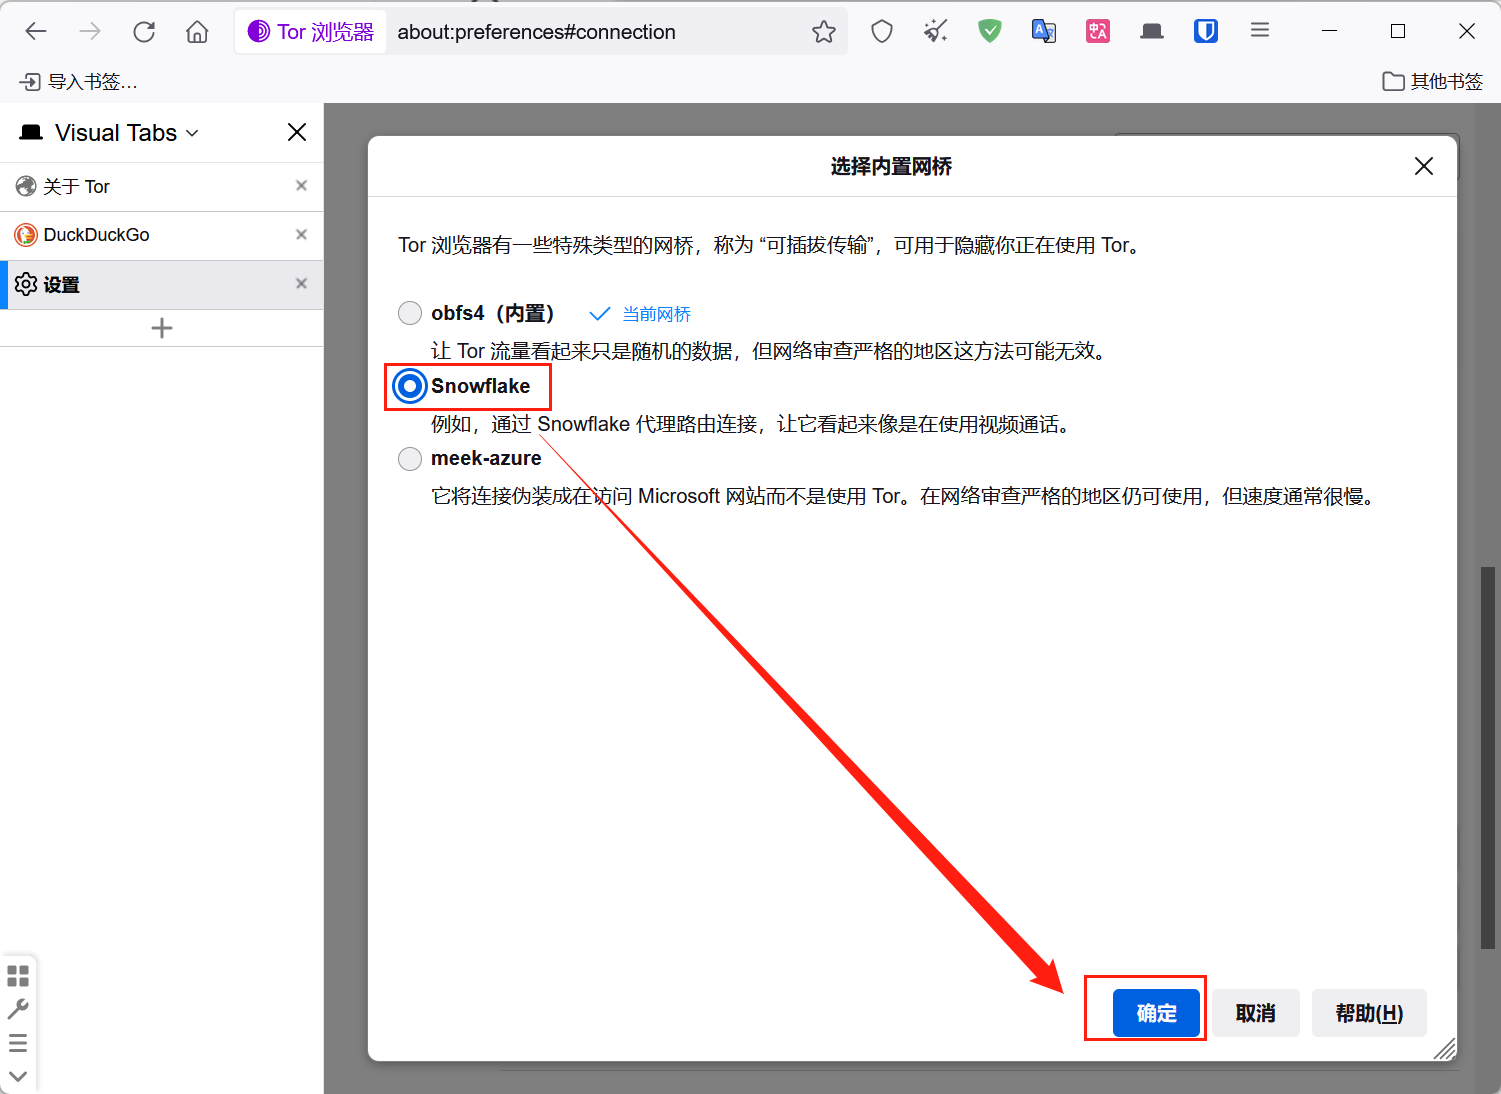 Tor 浏览器 about:preferences#connection
导入书签… 其他书签
Visual Tabs
关于 Tor
DuckDuckGo
设置
选择内置网桥
Tor 浏览器有一些特殊类型的网桥，称为 “可插拔传输”，可用于隐藏你正在使用 Tor。
obfs4（内置） 当前网桥
让 Tor 流量看起来只是随机的数据，但网络审查严格的地区这方法可能无效。
Snowflake
例如，通过 Snowflake 代理路由连接，让它看起来像是在使用视频通话。
meek-azure
它将连接伪装成在访问 Microsoft 网站而不是使用 Tor。在网络审查严格的地区仍可使用，但速度通常很慢。
确定 取消 帮助(H)